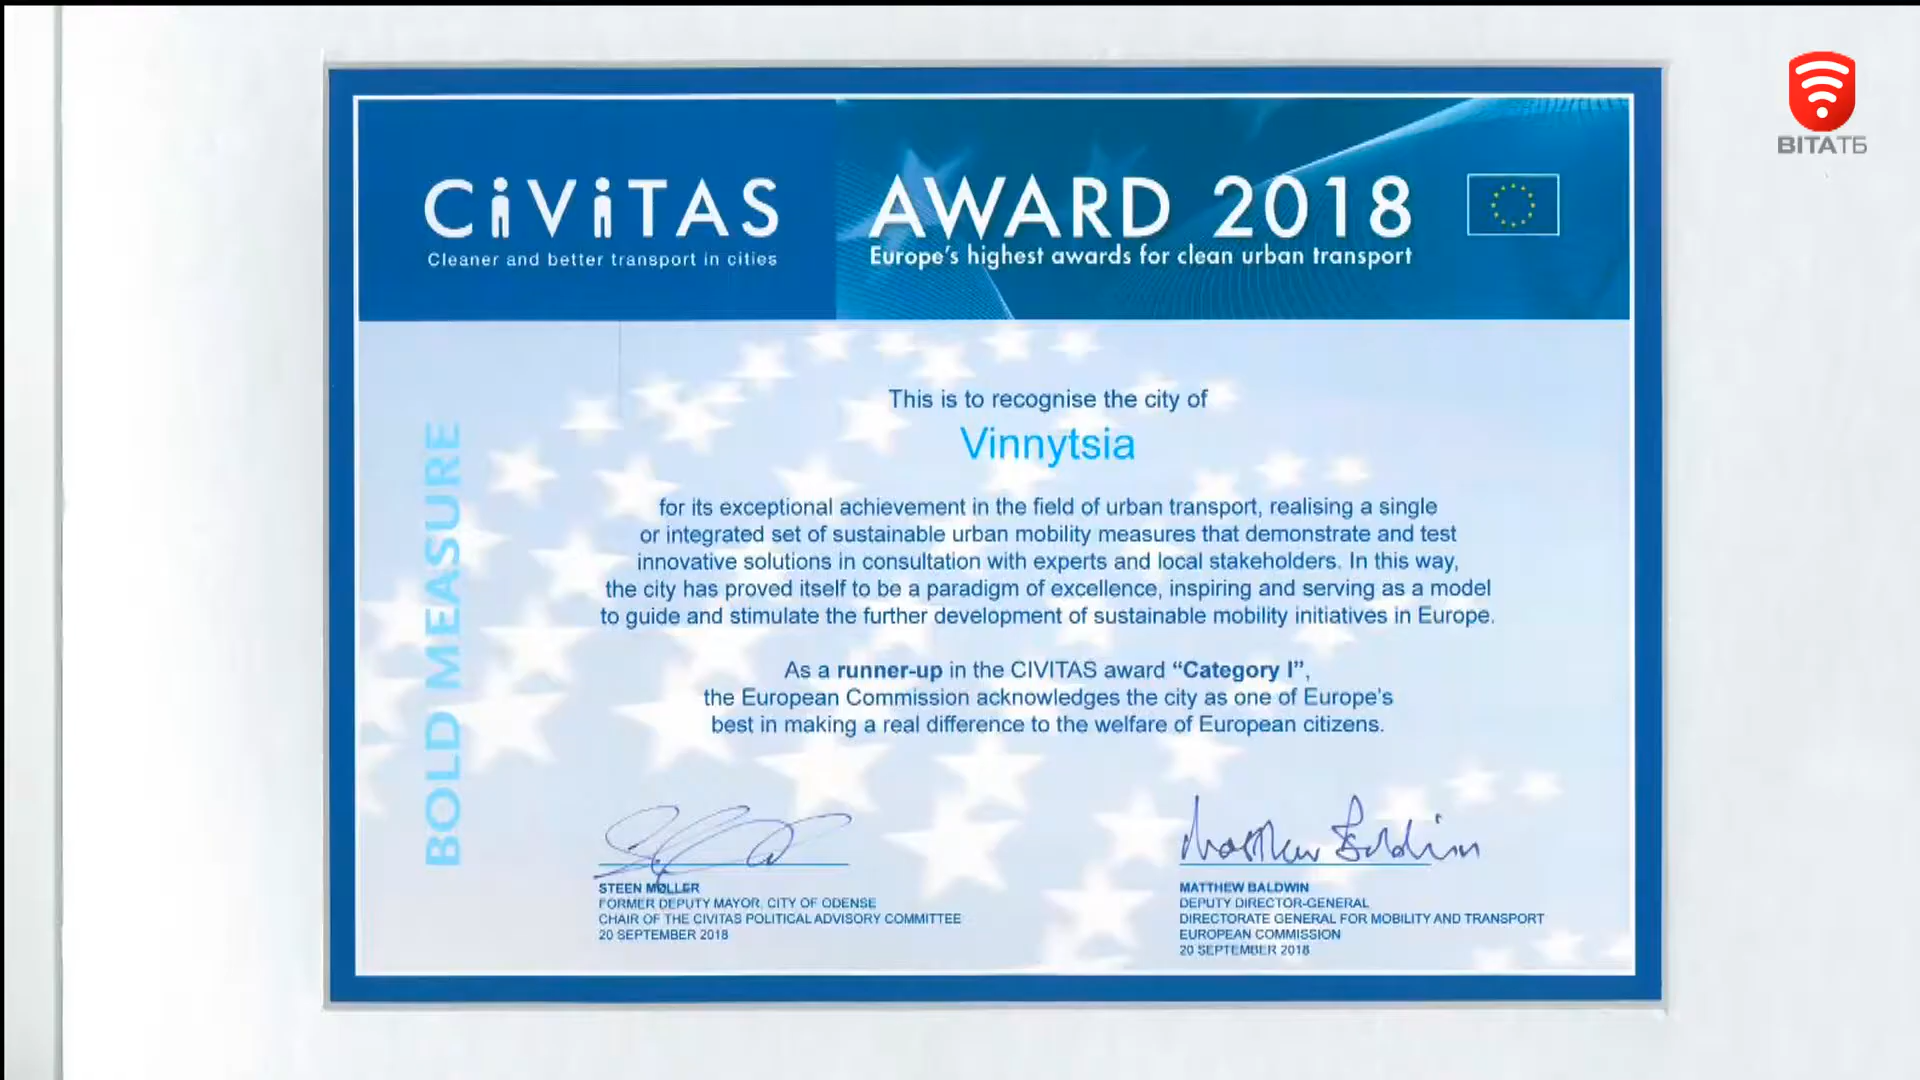 ВІТАТБ
CiViTAS
Cleaner and better transport in cities
AWARD 2018
Europe's highest awards for clean urban transport
BOLD MEASURE
This is to recognise the city of
Vinnytsia
for its exceptional achievement in the field of urban transport, realising a single
or integrated set of sustainable urban mobility measures that demonstrate and test
innovative solutions in consultation with experts and local stakeholders. In this way,
the city has proved itself to be a paradigm of excellence, inspiring and serving as a model
to guide and stimulate the further development of sustainable mobility initiatives in Europe.
As a runner-up in the CIVITAS award “Category I”,
the European Commission acknowledges the city as one of Europe's
best in making a real difference to the welfare of European citizens.
Matthew Baldwin
STEEN MØLLER
FORMER DEPUTY MAYOR, CITY OF ODENSE
CHAIR OF THE CIVITAS POLITICAL ADVISORY COMMITTEE
20 SEPTEMBER 2018
MATTHEW BALDWIN
DEPUTY DIRECTOR-GENERAL
DIRECTORATE GENERAL FOR MOBILITY AND TRANSPORT
EUROPEAN COMMISSION
20 SEPTEMBER 2018